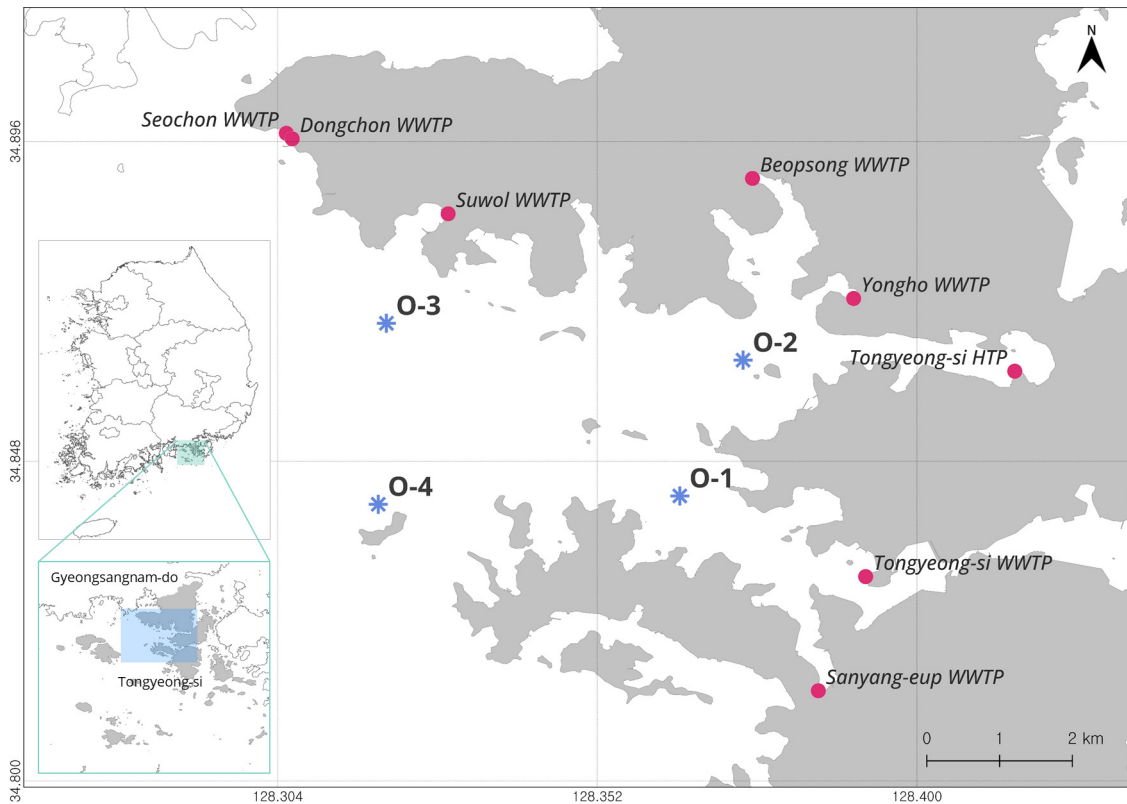 N
Seochon WWTP
Dongchon WWTP
34.896
Beopsong WWTP
Suwol WWTP
Yongho WWTP
O-3
O-2
Tongyeong-si HTP
34.848
O-4
O-1
Tongyeong-si WWTP
Gyeongsangnam-do
Tongyeong-si
Sanyang-eup WWTP
0 1 2 km
34.800
128.304 128.352 128.400